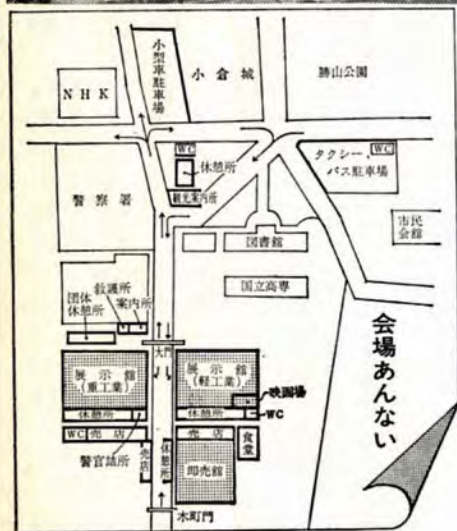 小型車駐車場
小倉城
勝山公園
NHK
WC
休憩所
観光案内所
タクシー、
バス駐車場
WC
警察署
市民
会館
図書館
国立高専
救護所
案内所
団体
休憩所
大門
展示館
(重工業)
展示館
(軽工業)
映画場
休憩所
休憩所
WC
WC
売店
売店
食堂
警官詰所
売店
休憩所
卸売館
木町門
会場あんない